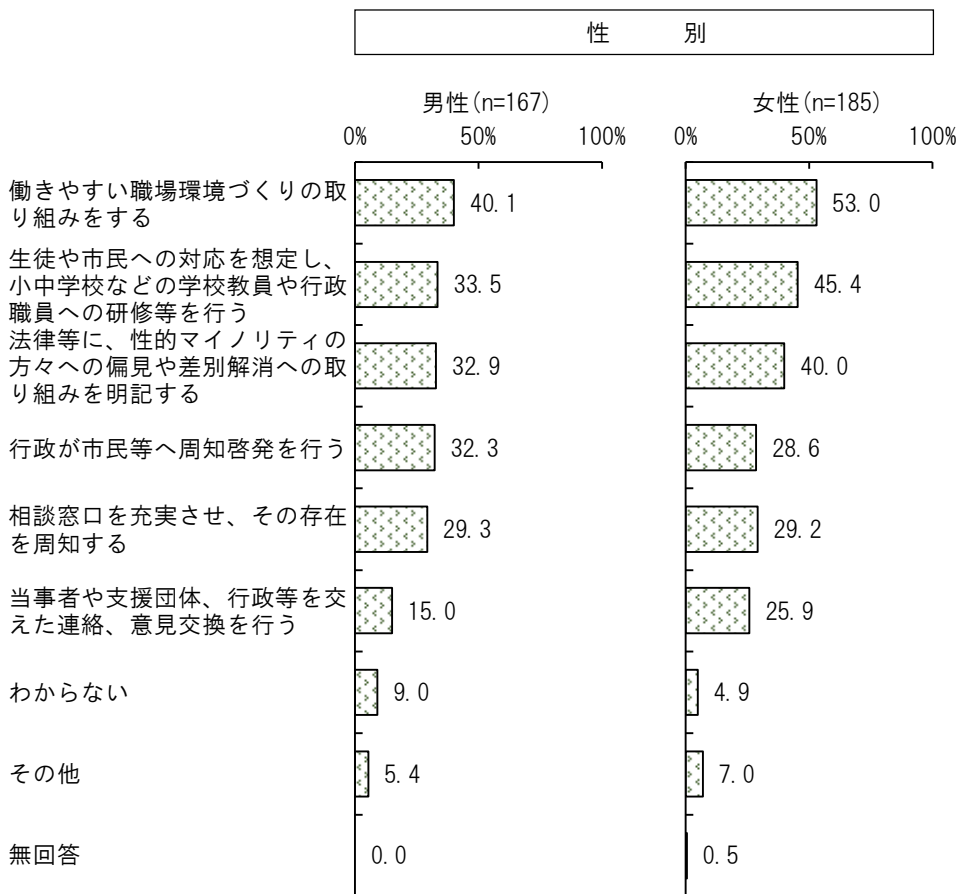 性 別
男性(n=167)
女性(n=185)
0% 50% 100%
0% 50% 100%
働きやすい職場環境づくりの取
り組みをする
40.1
53.0
生徒や市民への対応を想定し、
小中学校などの学校教員や行政
職員への研修等を行う
33.5
45.4
法律等に、性的マイノリティの
方々への偏見や差別解消への取
り組みを明記する
32.9
40.0
行政が市民等へ周知啓発を行う
32.3
28.6
相談窓口を充実させ、その存在
を周知する
29.3
29.2
当事者や支援団体、行政等を交
えた連絡、意見交換を行う
15.0
25.9
わからない
9.0
4.9
その他
5.4
7.0
無回答
0.0
0.5